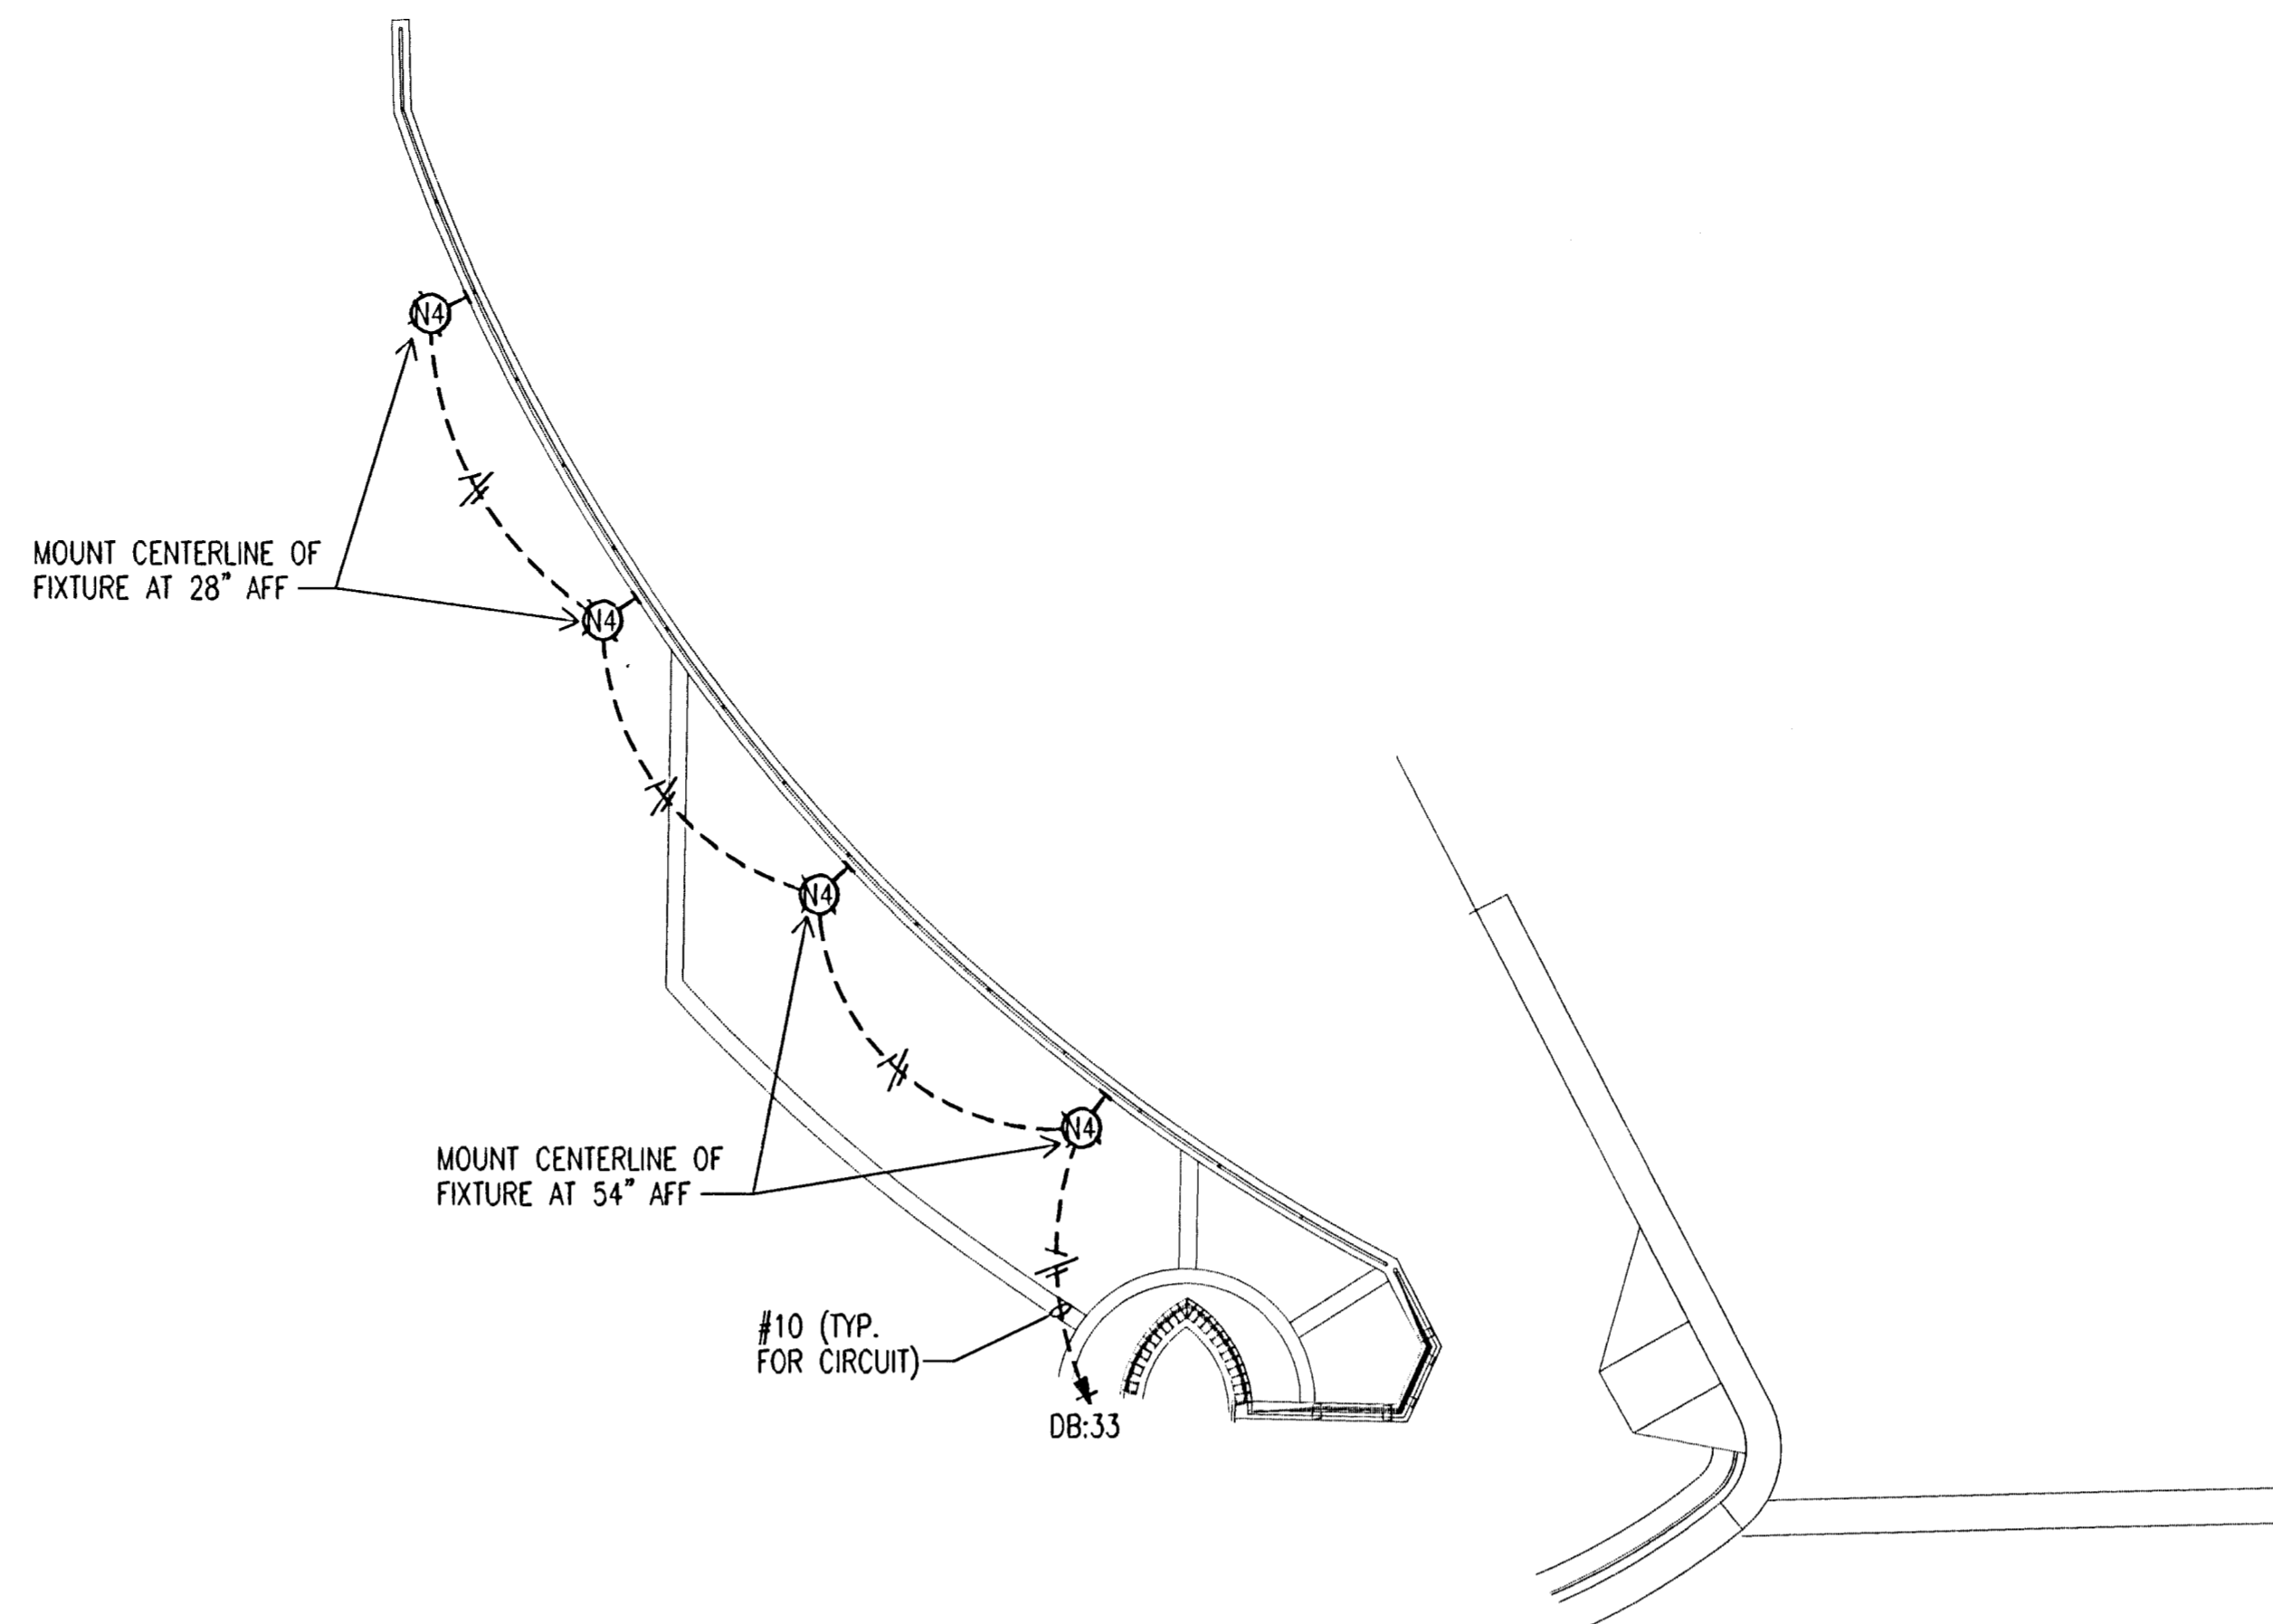 N4
MOUNT CENTERLINE OF
FIXTURE AT 28" AFF
N4
N4
N4
MOUNT CENTERLINE OF
FIXTURE AT 54" AFF
#10 (TYP.
FOR CIRCUIT)
DB:33